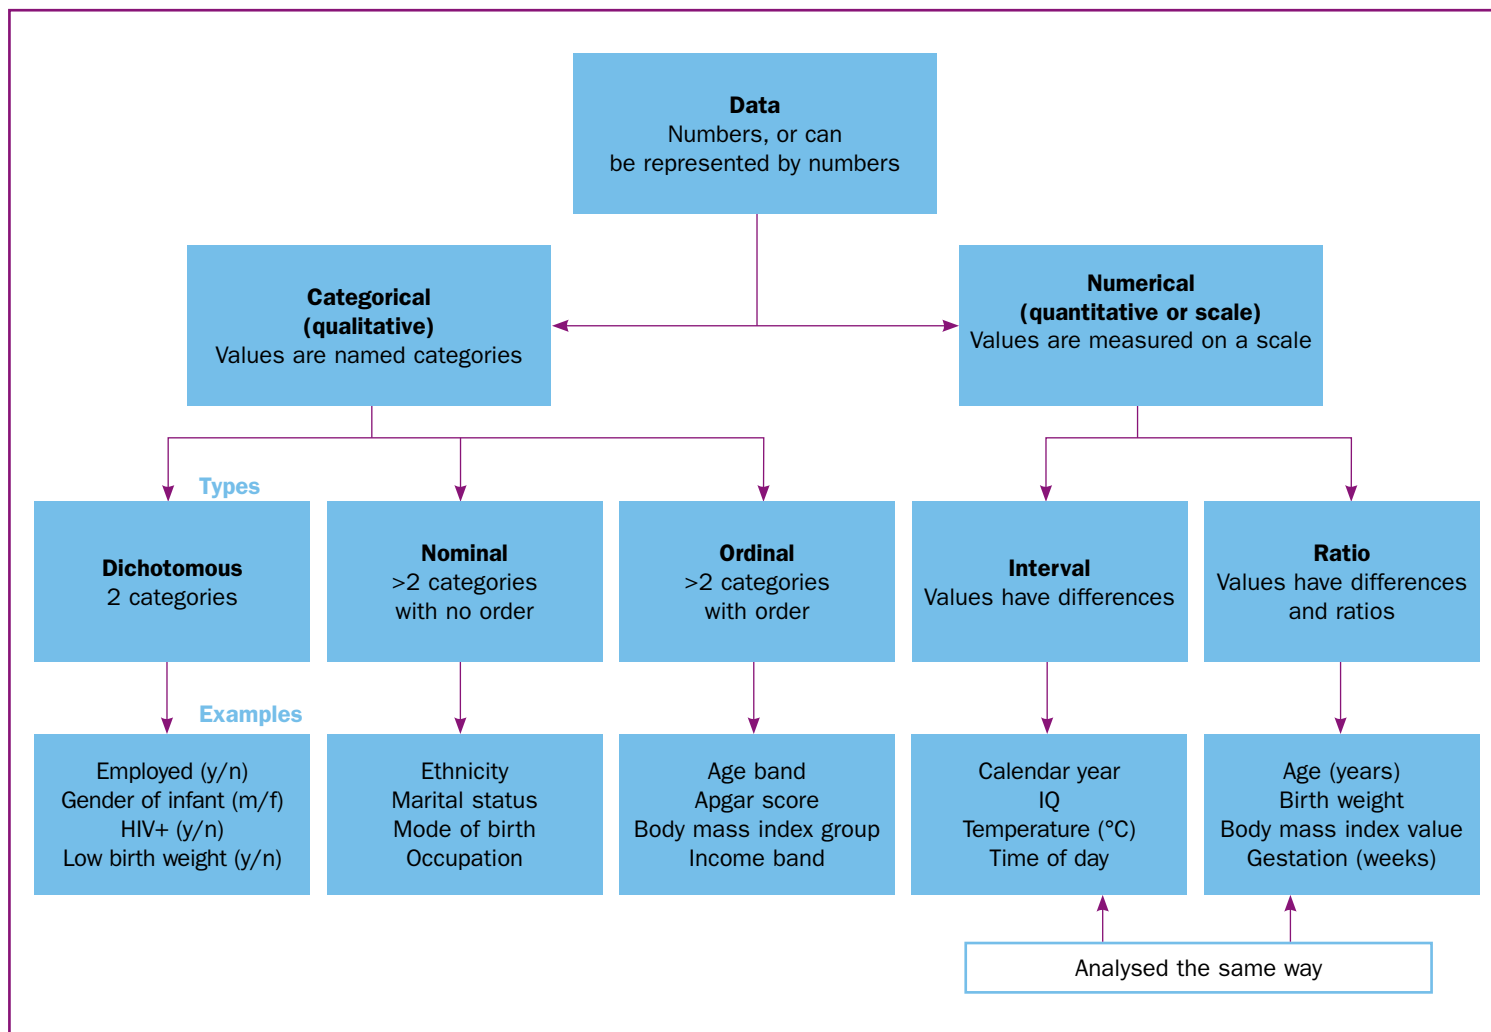 Data
Numbers, or can
be represented by numbers
Categorical
(qualitative)
Values are named categories
Numerical
(quantitative or scale)
Values are measured on a scale
Types
Dichotomous
2 categories
Nominal
>2 categories
with no order
Ordinal
>2 categories
with order
Interval
Values have differences
Ratio
Values have differences
and ratios
Examples
Employed (y/n)
Gender of infant (m/f)
HIV+ (y/n)
Low birth weight (y/n)
Ethnicity
Marital status
Mode of birth
Occupation
Age band
Apgar score
Body mass index group
Income band
Calendar year
IQ
Temperature (°C)
Time of day
Age (years)
Birth weight
Body mass index value
Gestation (weeks)
Analysed the same way